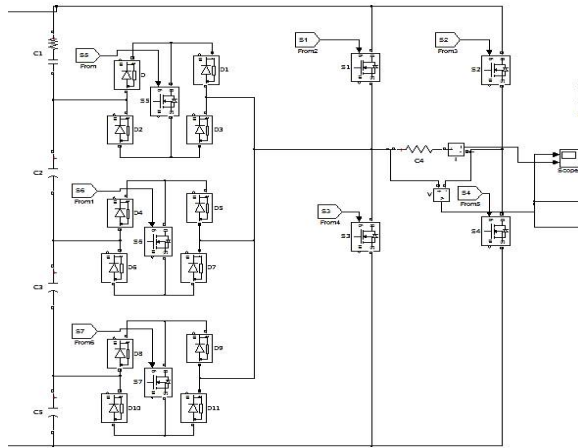 C1
S5
From
D
D1
S5
D2
D3
S1
From2
S1
S2
From3
S2
C4
I
V
Scope
S4
From5
S4
C2
S6
From1
D4
D5
S6
D6
D7
S3
From4
S3
C3
S7
From6
D8
D9
S7
D10
D11
C5